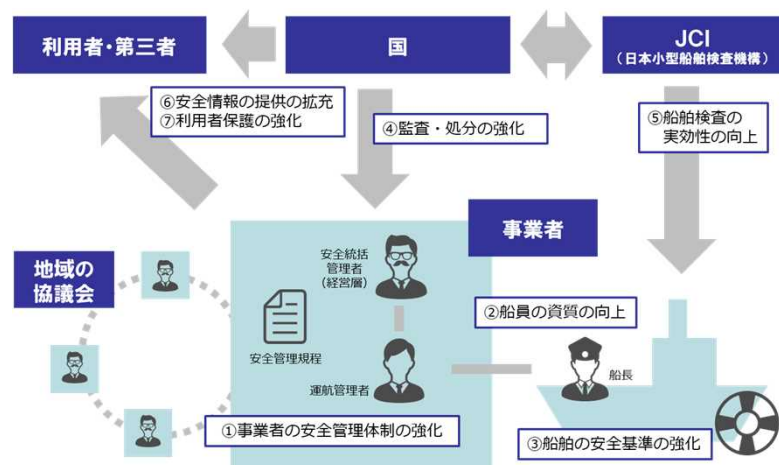 利用者・第三者
国
JCI
（日本小型船舶検査機構）
⑥安全情報の提供の拡充
⑦利用者保護の強化
④監査・処分の強化
⑤船舶検査の
実効性の向上
事業者
地域の
協議会
安全統括
管理者
（経営層）
安全管理規程
運航管理者
②船員の資質の向上
船長
①事業者の安全管理体制の強化
③船舶の安全基準の強化